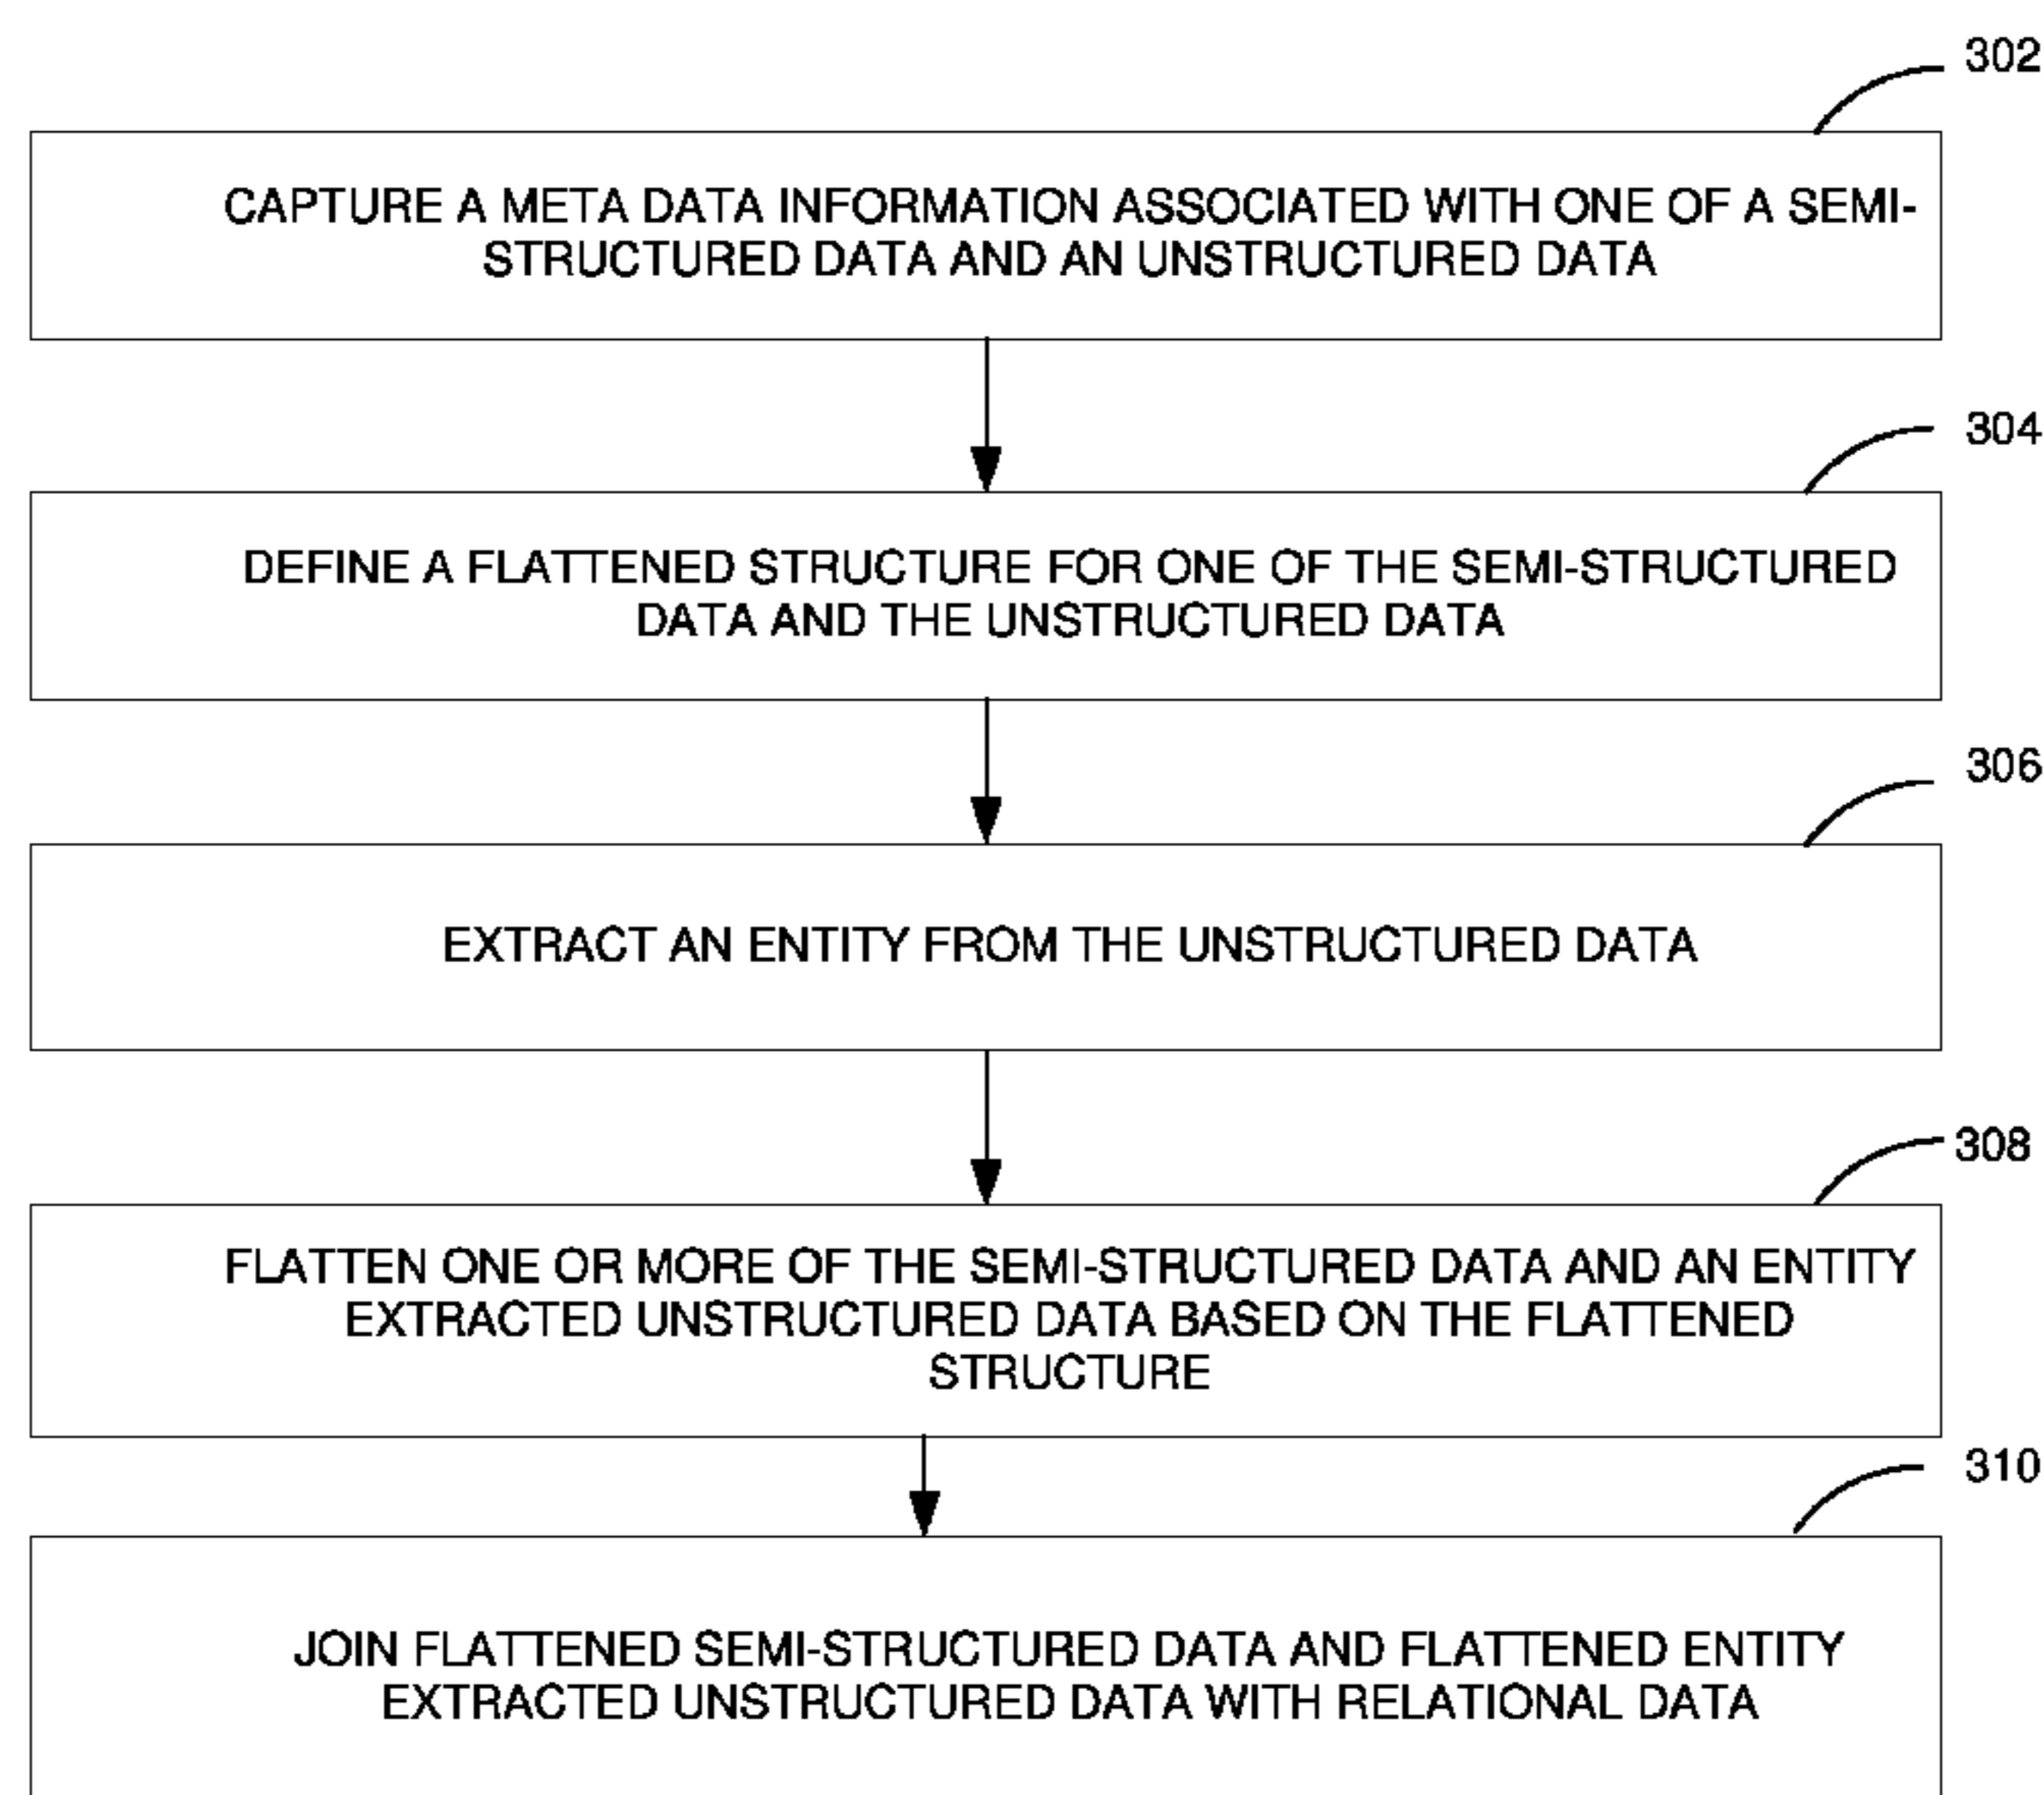 302
CAPTURE A META DATA INFORMATION ASSOCIATED WITH ONE OF A SEMI-
STRUCTURED DATA AND AN UNSTRUCTURED DATA
304
DEFINE A FLATTENED STRUCTURE FOR ONE OF THE SEMI-STRUCTURED
DATA AND THE UNSTRUCTURED DATA
306
EXTRACT AN ENTITY FROM THE UNSTRUCTURED DATA
308
FLATTEN ONE OR MORE OF THE SEMI-STRUCTURED DATA AND AN ENTITY
EXTRACTED UNSTRUCTURED DATA BASED ON THE FLATTENED
STRUCTURE
310
JOIN FLATTENED SEMI-STRUCTURED DATA AND FLATTENED ENTITY
EXTRACTED UNSTRUCTURED DATA WITH RELATIONAL DATA